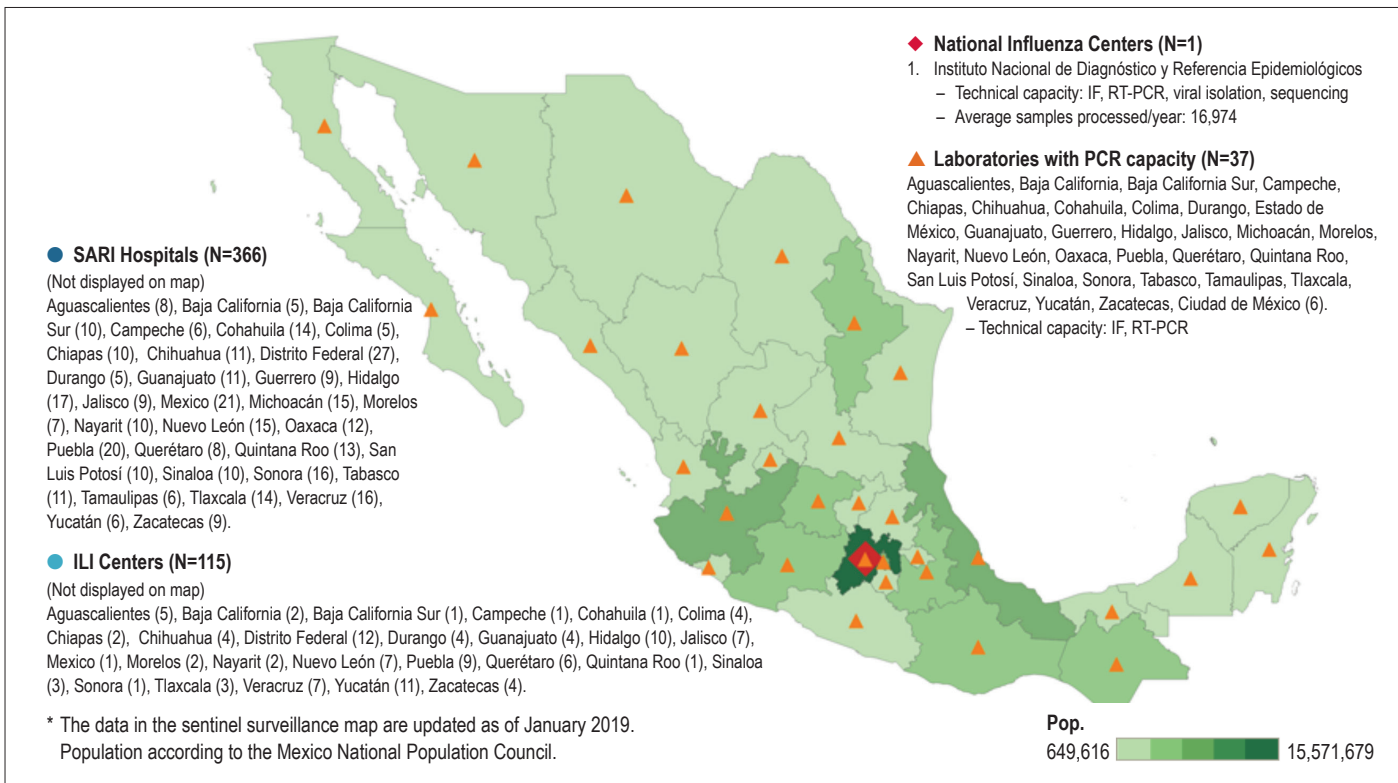 National Influenza Centers (N=1)
1. Instituto Nacional de Diagnóstico y Referencia Epidemiológicos
– Technical capacity: IF, RT-PCR, viral isolation, sequencing
– Average samples processed/year: 16,974
Laboratories with PCR capacity (N=37)
Aguascalientes, Baja California, Baja California Sur, Campeche,
Chiapas, Chihuahua, Cohahuila, Colima, Durango, Estado de
México, Guanajuato, Guerrero, Hidalgo, Jalisco, Michoacán, Morelos,
Nayarit, Nuevo León, Oaxaca, Puebla, Querétaro, Quintana Roo,
San Luis Potosí, Sinaloa, Sonora, Tabasco, Tamaulipas, Tlaxcala,
Veracruz, Yucatán, Zacatecas, Ciudad de México (6).
– Technical capacity: IF, RT-PCR
SARI Hospitals (N=366)
(Not displayed on map)
Aguascalientes (8), Baja California (5), Baja California
Sur (10), Campeche (6), Cohahuila (14), Colima (5),
Chiapas (10), Chihuahua (11), Distrito Federal (27),
Durango (5), Guanajuato (11), Guerrero (9), Hidalgo
(17), Jalisco (9), Mexico (21), Michoacán (15), Morelos
(7), Nayarit (10), Nuevo León (15), Oaxaca (12),
Puebla (20), Querétaro (8), Quintana Roo (13), San
Luis Potosí (10), Sinaloa (10), Sonora (16), Tabasco
(11), Tamaulipas (6), Tlaxcala (14), Veracruz (16),
Yucatán (6), Zacatecas (9).
ILI Centers (N=115)
(Not displayed on map)
Aguascalientes (5), Baja California (2), Baja California Sur (1), Campeche (1), Cohahuila (1), Colima (4),
Chiapas (2), Chihuahua (4), Distrito Federal (12), Durango (4), Guanajuato (4), Hidalgo (10), Jalisco (7),
Mexico (1), Morelos (2), Nayarit (2), Nuevo León (7), Puebla (9), Querétaro (6), Quintana Roo (1), Sinaloa
(3), Sonora (1), Tlaxcala (3), Veracruz (7), Yucatán (11), Zacatecas (4).
* The data in the sentinel surveillance map are updated as of January 2019.
Population according to the Mexico National Population Council.
Pop.
649,616 15,571,679